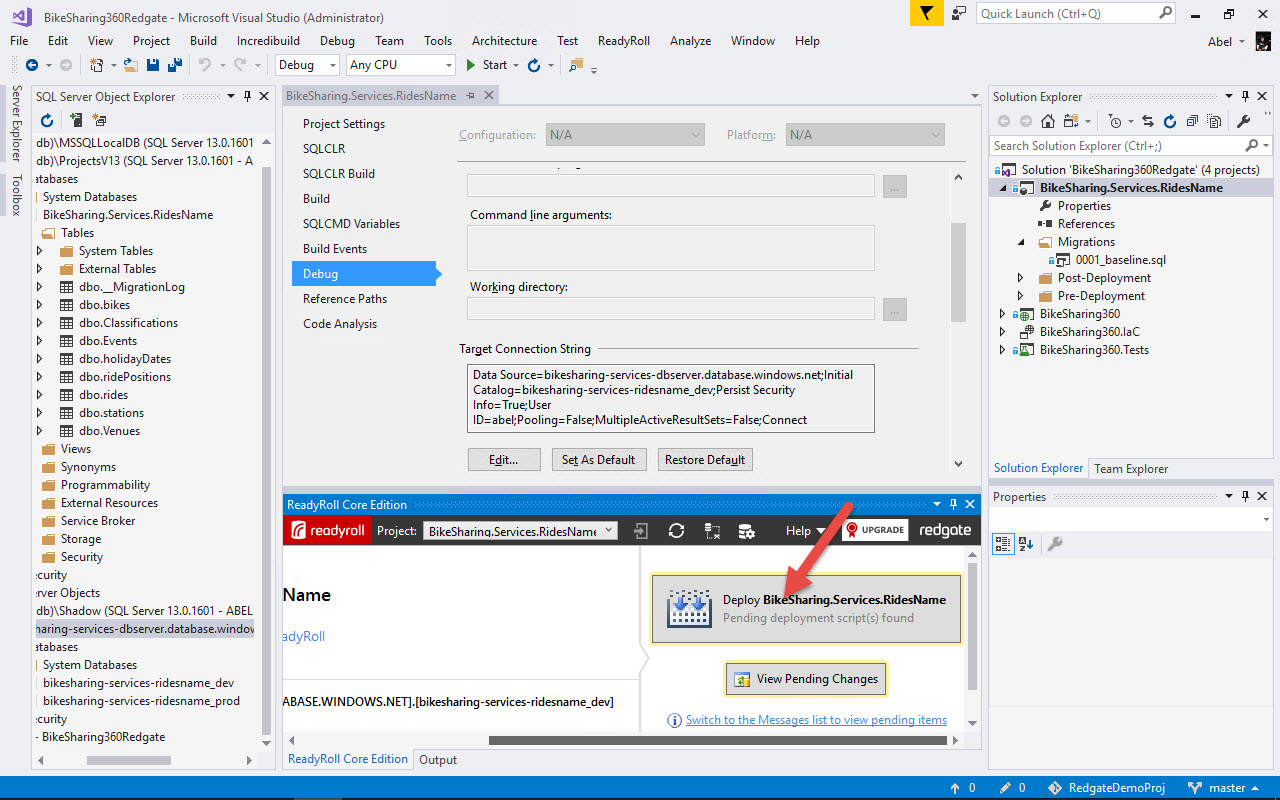 BikeSharing360Redgate - Microsoft Visual Studio (Administrator)
Quick Launch (Ctrl+Q)
File Edit View Project Build Incredibuild Debug Team Tools Architecture Test ReadyRoll Analyze Window Help
Abel
Debug Any CPU Start
Server Explorer
Toolbox
SQL Server Object Explorer
db)\MSSQLLocalDB (SQL Server 13.0.1601
db)\ProjectsV13 (SQL Server 13.0.1601 - A
atabases
System Databases
BikeSharing.Services.RidesName
Tables
System Tables
External Tables
dbo.__MigrationLog
dbo.bikes
dbo.Classifications
dbo.Events
dbo.holidayDates
dbo.ridePositions
dbo.rides
dbo.stations
dbo.Venues
Views
Synonyms
Programmability
External Resources
Service Broker
Storage
Security
ecurity
erver Objects
db)\Shadow (SQL Server 13.0.1601 - ABEL
haring-services-dbserver.database.window
atabases
System Databases
bikesharing-services-ridesname_dev
bikesharing-services-ridesname_prod
ecurity
- BikeSharing360Redgate
BikeSharing.Services.RidesName
Project Settings
SQLCLR
SQLCLR Build
Build
SQLCMD Variables
Build Events
Debug
Reference Paths
Code Analysis
Configuration: N/A Platform: N/A
...
Command line arguments:
Working directory:
...
Target Connection String
Data Source=bikesharing-services-dbserver.database.windows.net;Initial
Catalog=bikesharing-services-ridesname_dev;Persist Security
Info=True;User
ID=abel;Pooling=False;MultipleActiveResultSets=False;Connect
Edit... Set As Default Restore Default
ReadyRoll Core Edition
readyroll Project: BikeSharing.Services.RidesName Help UPGRADE redgate
Name
adyRoll
ABASE.WINDOWS.NET].[bikesharing-services-ridesname_dev]
Deploy BikeSharing.Services.RidesName
Pending deployment script(s) found
View Pending Changes
Switch to the Messages list to view pending items
ReadyRoll Core Edition Output
Solution Explorer
Search Solution Explorer (Ctrl+;)
Solution 'BikeSharing360Redgate' (4 projects)
BikeSharing.Services.RidesName
Properties
References
Migrations
0001_baseline.sql
Post-Deployment
Pre-Deployment
BikeSharing360
BikeSharing360.IaC
BikeSharing360.Tests
Solution Explorer Team Explorer
Properties
0 0 RedgateDemoProj master